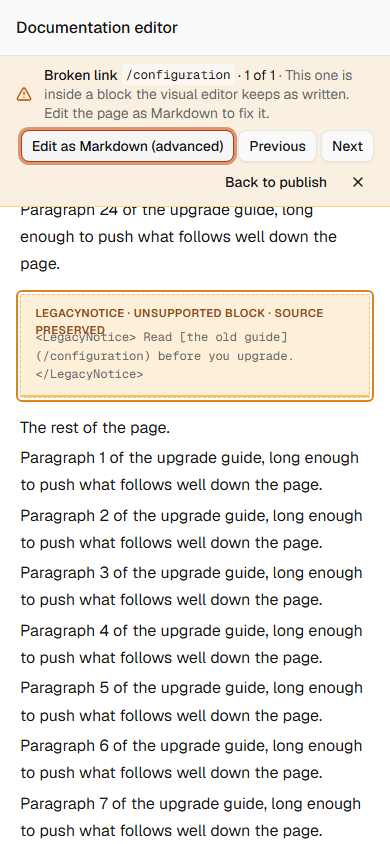 Documentation editor
Broken link /configuration · 1 of 1 · This one is
inside a block the visual editor keeps as written.
Edit the page as Markdown to fix it.
Edit as Markdown (advanced) Previous Next
Back to publish ×
Paragraph 24 of the upgrade guide, long
enough to push what follows well down the
page.
LEGACYNOTICE · UNSUPPORTED BLOCK · SOURCE
PRESERVED
<LegacyNotice> Read [the old guide]
(/configuration) before you upgrade.
</LegacyNotice>
The rest of the page.
Paragraph 1 of the upgrade guide, long enough
to push what follows well down the page.
Paragraph 2 of the upgrade guide, long enough
to push what follows well down the page.
Paragraph 3 of the upgrade guide, long enough
to push what follows well down the page.
Paragraph 4 of the upgrade guide, long enough
to push what follows well down the page.
Paragraph 5 of the upgrade guide, long enough
to push what follows well down the page.
Paragraph 6 of the upgrade guide, long enough
to push what follows well down the page.
Paragraph 7 of the upgrade guide, long enough
to push what follows well down the page.